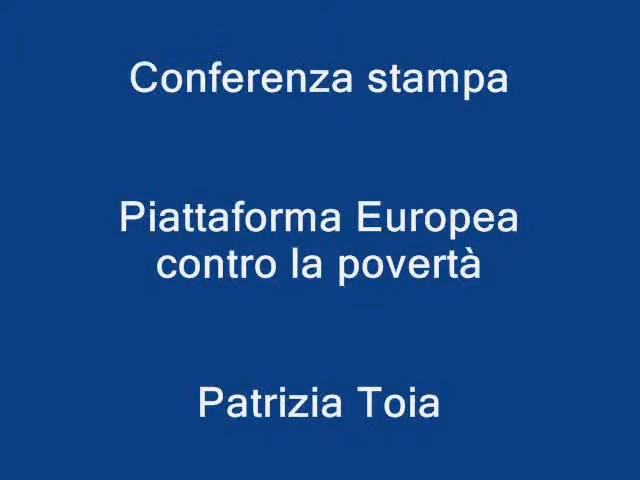 Conferenza stampa
Piattaforma Europea
contro la povertà
Patrizia Toia